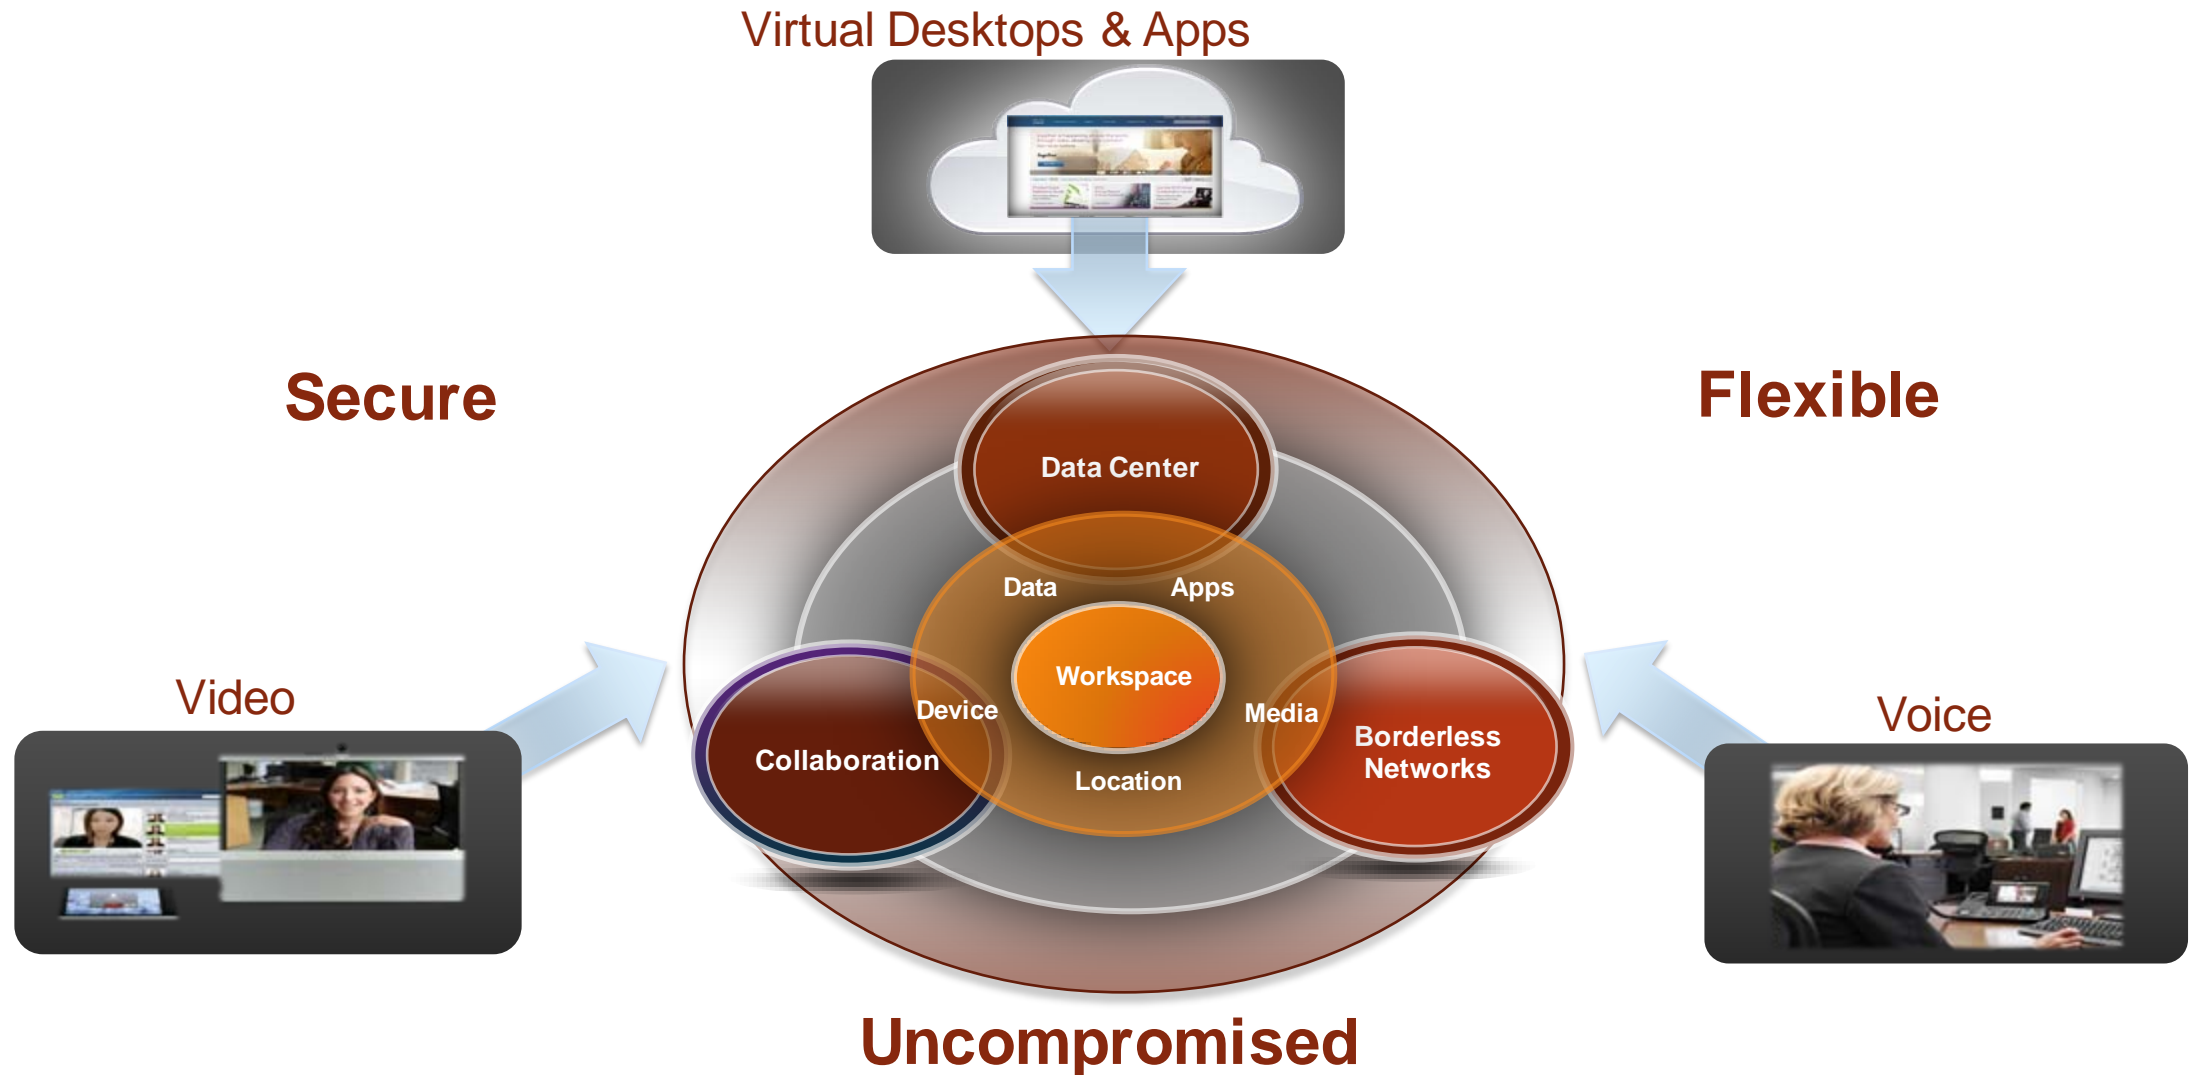 Virtual Desktops & Apps
Secure
Flexible
Data Center
Data
Apps
Workspace
Video
Device
Media
Voice
Collaboration
Borderless
Networks
Location
Uncompromised